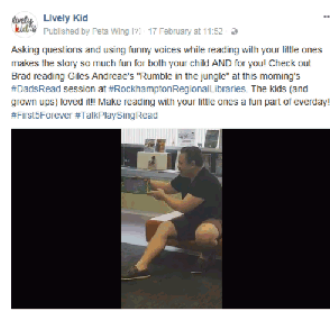 Lively Kid
Published by Peta Wing · 17 February at 11:52
Asking questions and using funny voices while reading with your little ones
makes the story so much fun for both your child AND for you! Check out
Brad reading Giles Andreae's "Rumble in the jungle" at this morning's
#DadsRead session at #RockhamptonRegionalLibraries. The kids (and
grown ups) loved it!! Make reading with your little ones a fun part of everday!
#First5Forever #TalkPlaySingRead